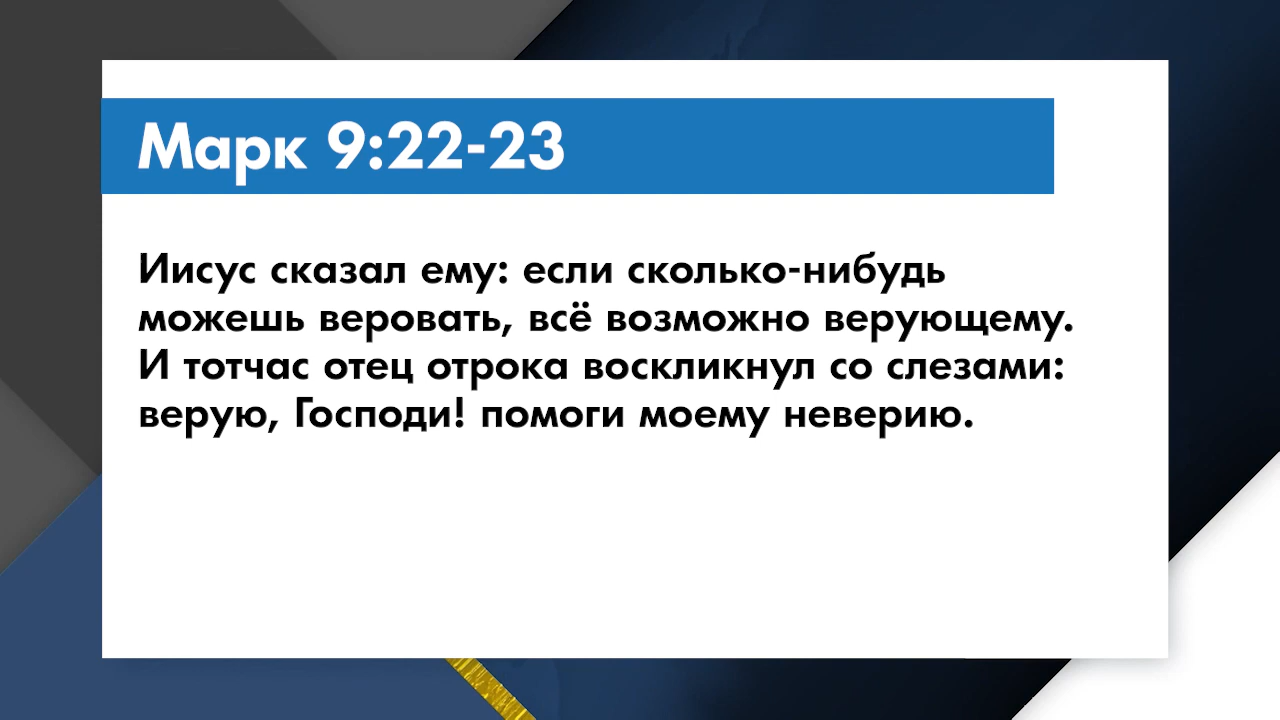 Марк 9:22-23
Иисус сказал ему: если сколько-нибудь
можешь веровать, всё возможно верующему.
И тотчас отец отрока воскликнул со слезами:
верую, Господи! помоги моему неверию.